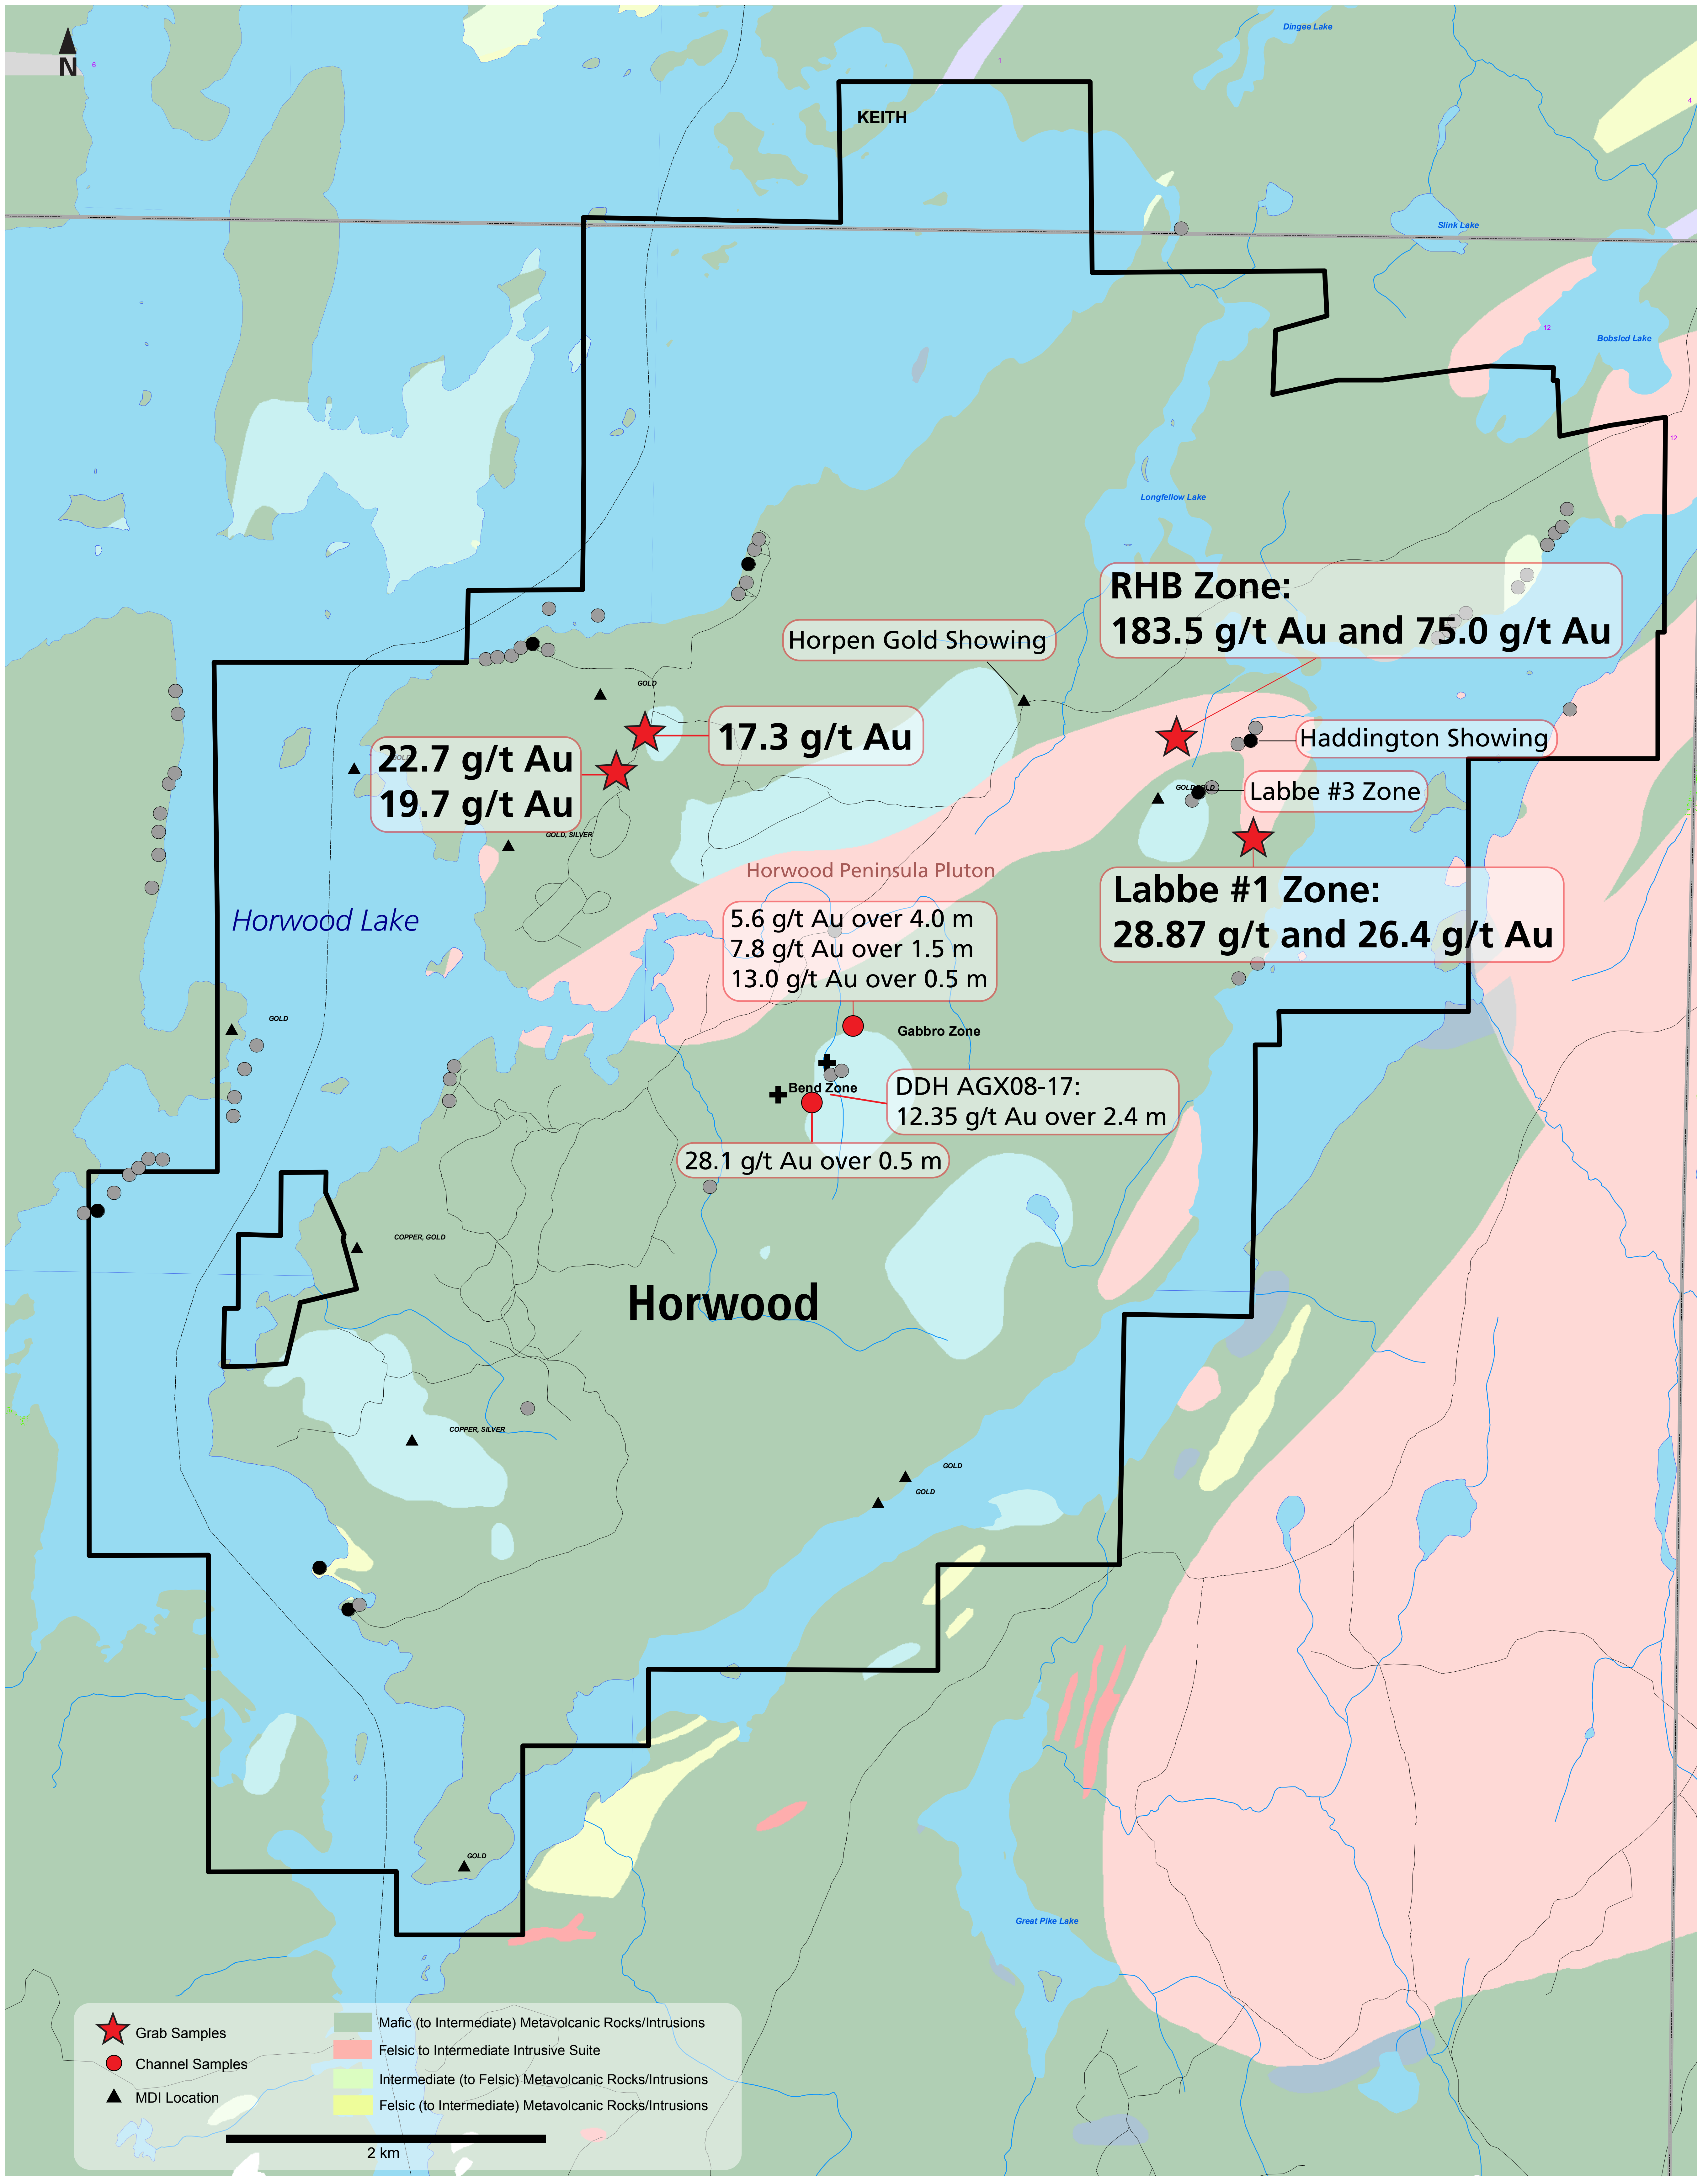 Dingee Lake
N
6
1
4
KEITH
Slink Lake
12
Bobsled Lake
12
Longfellow Lake
RHB Zone:
183.5 g/t Au and 75.0 g/t Au
Horpen Gold Showing
GOLD
17.3 g/t Au
Haddington Showing
22.7 g/t Au
19.7 g/t Au
GOLD
Labbe #3 Zone
GOLD, SILVER
Horwood Peninsula Pluton
Labbe #1 Zone:
28.87 g/t and 26.4 g/t Au
Horwood Lake
5.6 g/t Au over 4.0 m
7.8 g/t Au over 1.5 m
13.0 g/t Au over 0.5 m
GOLD
Gabbro Zone
Bend Zone
DDH AGX08-17:
12.35 g/t Au over 2.4 m
28.1 g/t Au over 0.5 m
COPPER, GOLD
Horwood
COPPER, SILVER
GOLD
GOLD
GOLD
Great Pike Lake
Grab Samples
Channel Samples
MDI Location
Mafic (to Intermediate) Metavolcanic Rocks/Intrusions
Felsic to Intermediate Intrusive Suite
Intermediate (to Felsic) Metavolcanic Rocks/Intrusions
Felsic (to Intermediate) Metavolcanic Rocks/Intrusions
2 km